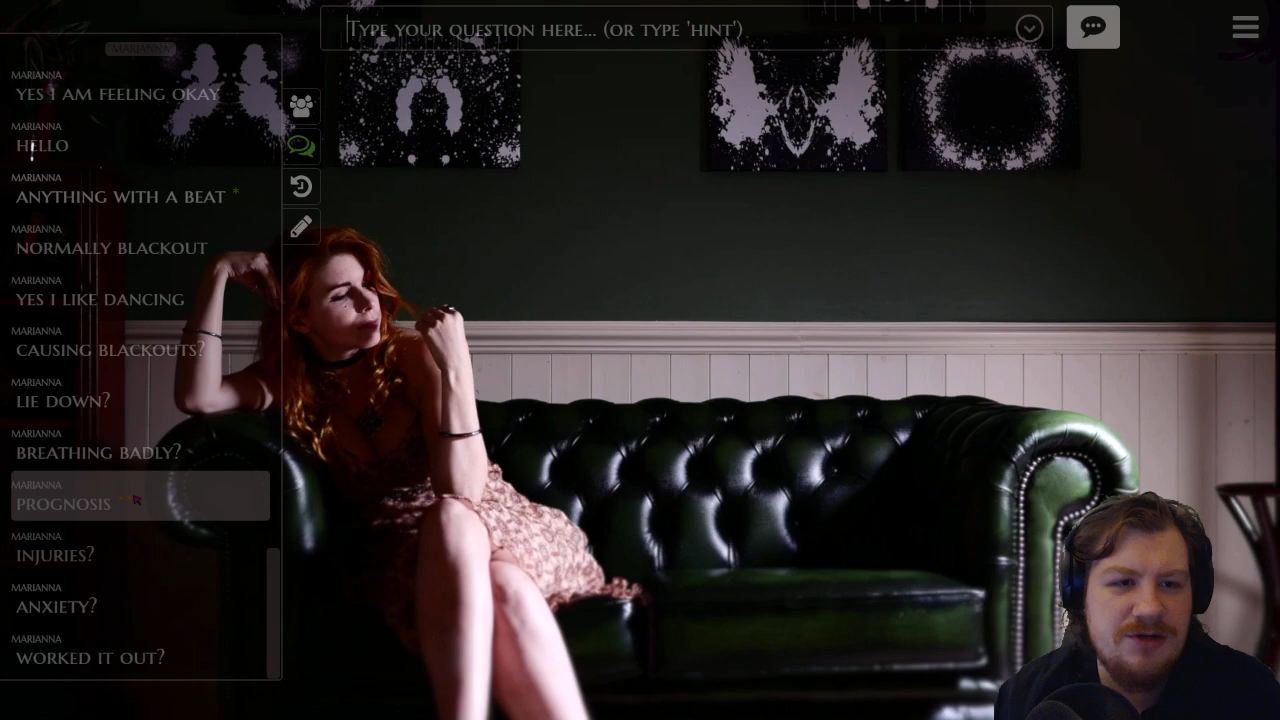 TYPE YOUR QUESTION HERE... (OR TYPE 'HINT')
MARIANNA
MARIANNA
YES I AM FEELING OKAY
MARIANNA
HELLO
MARIANNA
ANYTHING WITH A BEAT *
MARIANNA
NORMALLY BLACKOUT
MARIANNA
YES I LIKE DANCING
MARIANNA
CAUSING BLACKOUTS?
MARIANNA
LIE DOWN?
MARIANNA
BREATHING BADLY?
MARIANNA
PROGNOSIS
MARIANNA
INJURIES?
MARIANNA
ANXIETY?
MARIANNA
WORKED IT OUT?